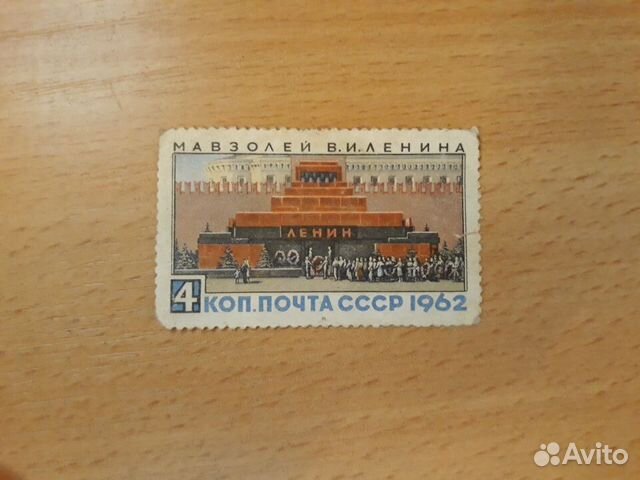 МАВЗОЛЕЙ В.И.ЛЕНИНА
ЛЕНИН
4 КОП. ПОЧТА СССР 1962
Avito